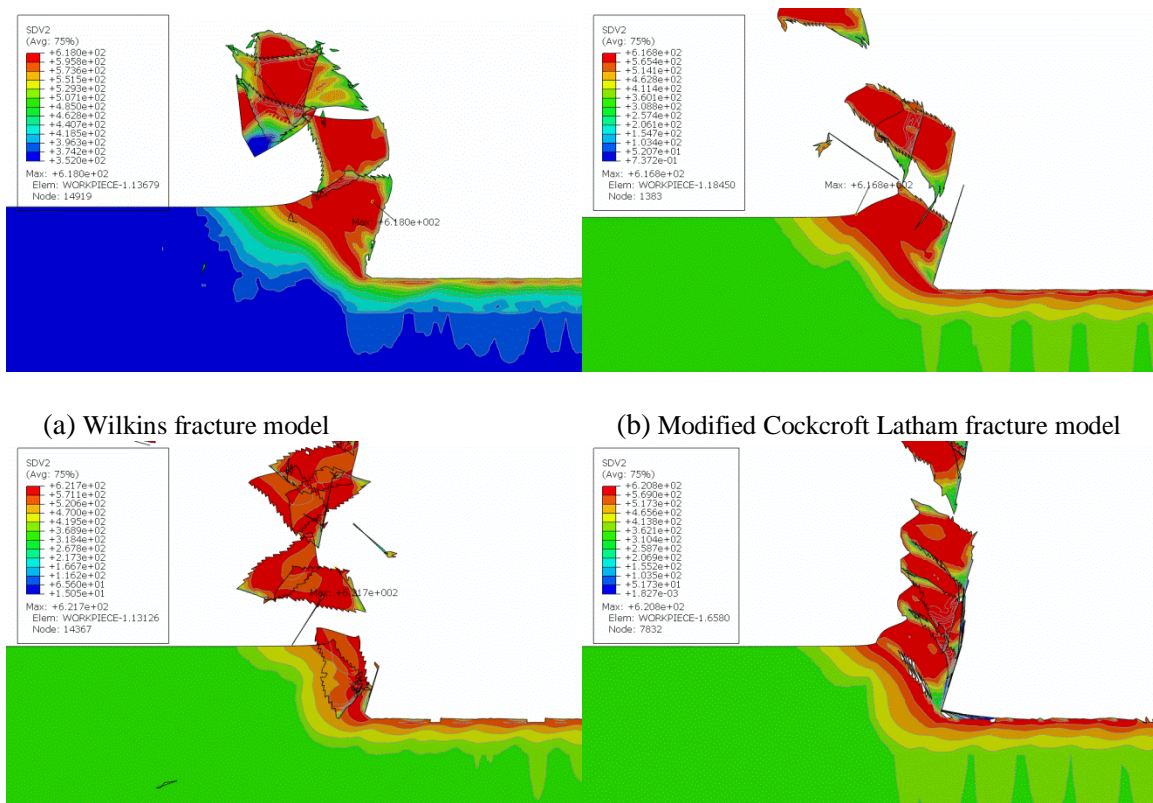 SDV2
(Avg: 75%)
+6.180e+02
+5.958e+02
+5.736e+02
+5.515e+02
+5.293e+02
+5.071e+02
+4.850e+02
+4.628e+02
+4.407e+02
+4.185e+02
+3.963e+02
+3.742e+02
+3.520e+02
Max: +6.180e+02
Elem: WORKPIECE-1.13679
Node: 14919
Max: +6.180e+002
SDV2
(Avg: 75%)
+6.168e+02
+5.654e+02
+5.141e+02
+4.628e+02
+4.114e+02
+3.601e+02
+3.088e+02
+2.574e+02
+2.061e+02
+1.547e+02
+1.034e+02
+5.207e+01
+7.372e-01
Max: +6.168e+02
Elem: WORKPIECE-1.18450
Node: 1383
Max: +6.168e+002
(a) Wilkins fracture model
(b) Modified Cockcroft Latham fracture model
SDV2
(Avg: 75%)
+6.217e+02
+5.711e+02
+5.206e+02
+4.700e+02
+4.195e+02
+3.689e+02
+3.184e+02
+2.678e+02
+2.173e+02
+1.667e+02
+1.162e+02
+6.560e+01
+1.505e+01
Max: +6.217e+02
Elem: WORKPIECE-1.13126
Node: 14367
Max: +6.217e+002
SDV2
(Avg: 75%)
+6.208e+02
+5.690e+02
+5.173e+02
+4.656e+02
+4.138e+02
+3.621e+02
+3.104e+02
+2.587e+02
+2.069e+02
+1.552e+02
+1.035e+02
+5.173e+01
+1.827e-03
Max: +6.208e+02
Elem: WORKPIECE-1.6580
Node: 7832